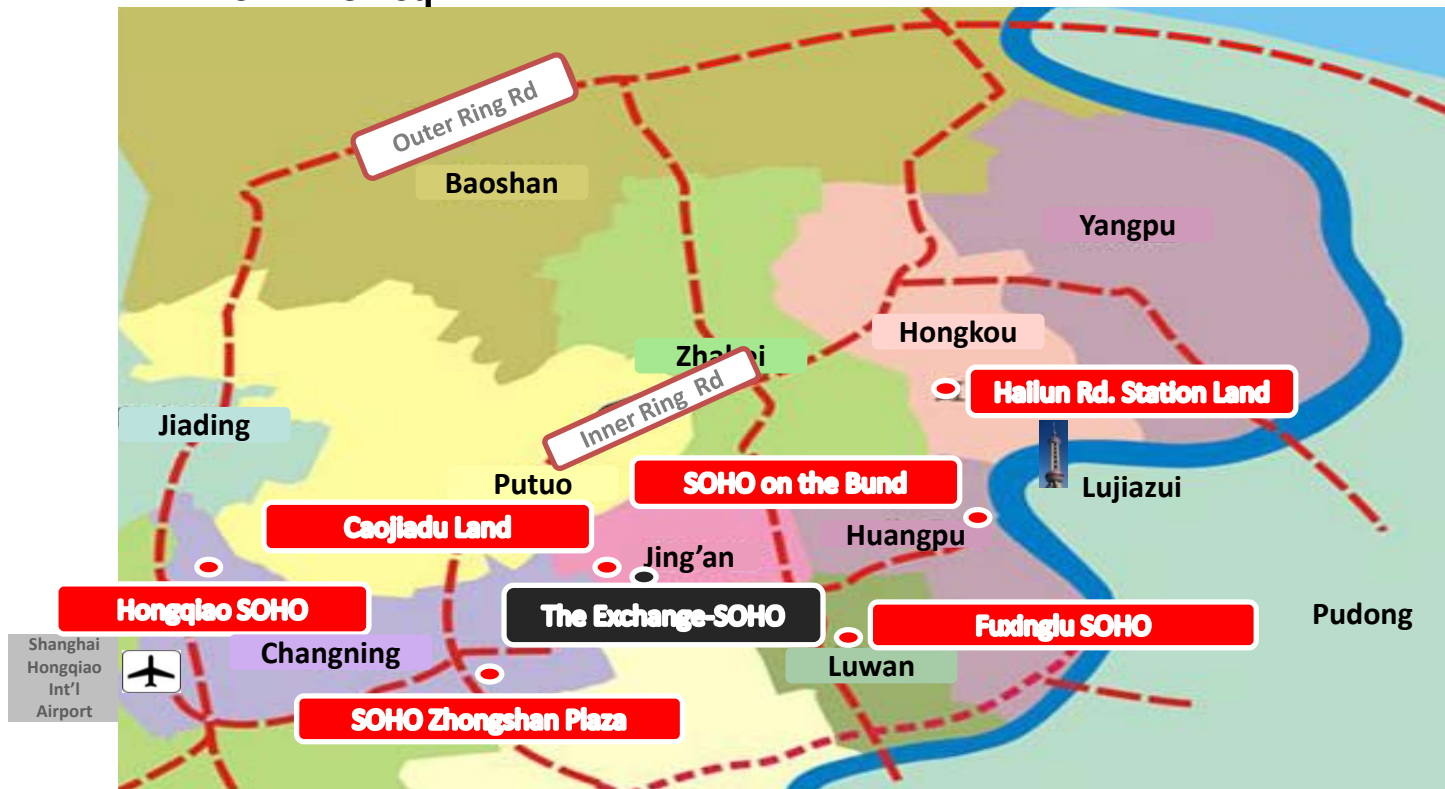 Outer Ring Rd
Baoshan
Yangpu
Hongkou
Zhabei
Inner Ring Rd
Hailun Rd. Station Land
Jiading
Putuo
SOHO on the Bund
Lujiazui
Caojiadu Land
Huangpu
Jing’an
Hongqiao SOHO
The Exchange-SOHO
Fuxinglu SOHO
Pudong
Shanghai
Hongqiao
Int’l
Airport
Changning
Luwan
SOHO Zhongshan Plaza